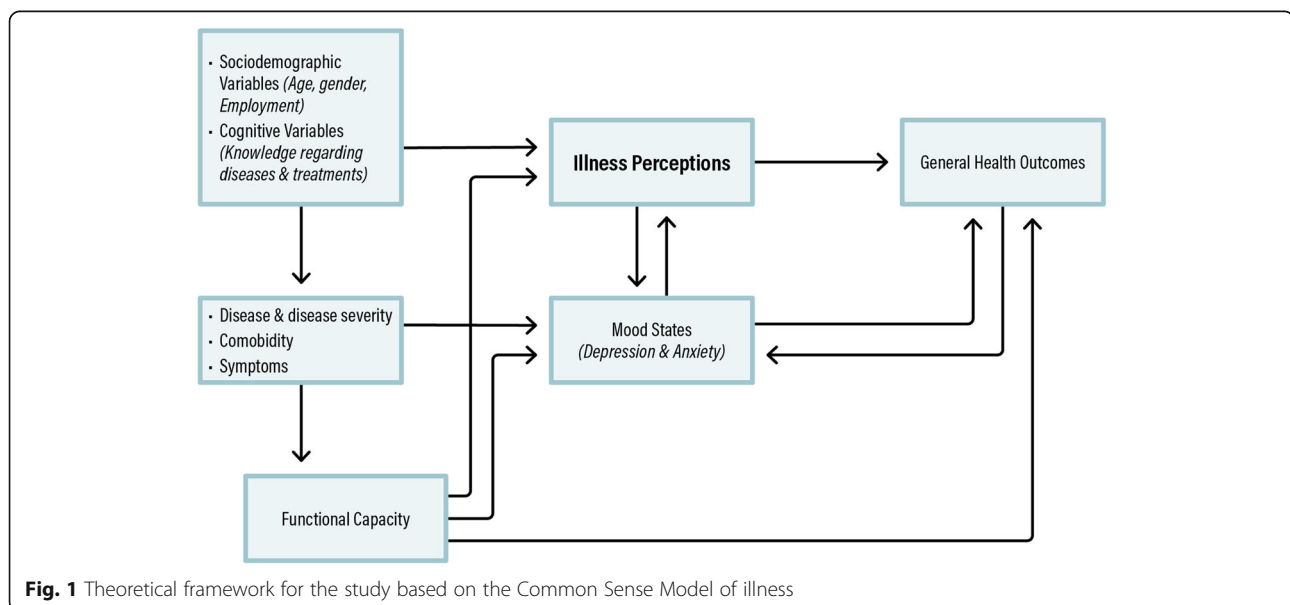 • Sociodemographic
Variables (Age, gender,
Employment)
• Cognitive Variables
(Knowledge regarding
diseases & treatments)
Illness Perceptions
General Health Outcomes
• Disease & disease severity
• Comobidity
• Symptoms
Mood States
(Depression & Anxiety)
Functional Capacity
Fig. 1 Theoretical framework for the study based on the Common Sense Model of illness